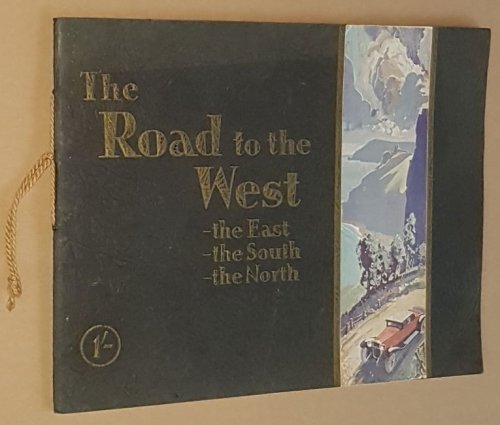 The
Road to the
West
-the East
-the South
-the North
1/-